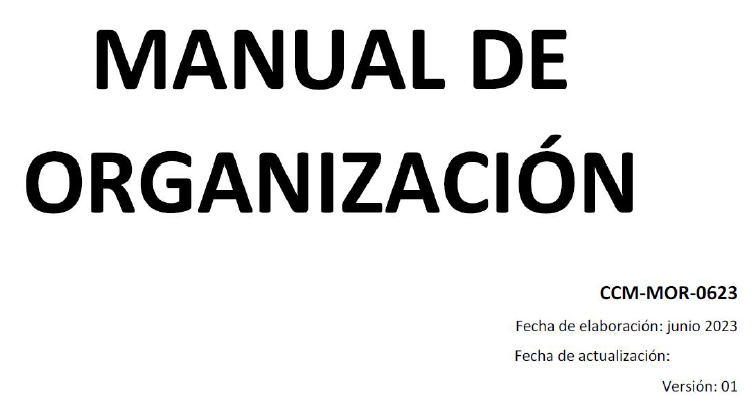 MANUAL DE
ORGANIZACIÓN
CCM-MOR-0623
Fecha de elaboración: junio 2023
Fecha de actualización:
Versión: 01